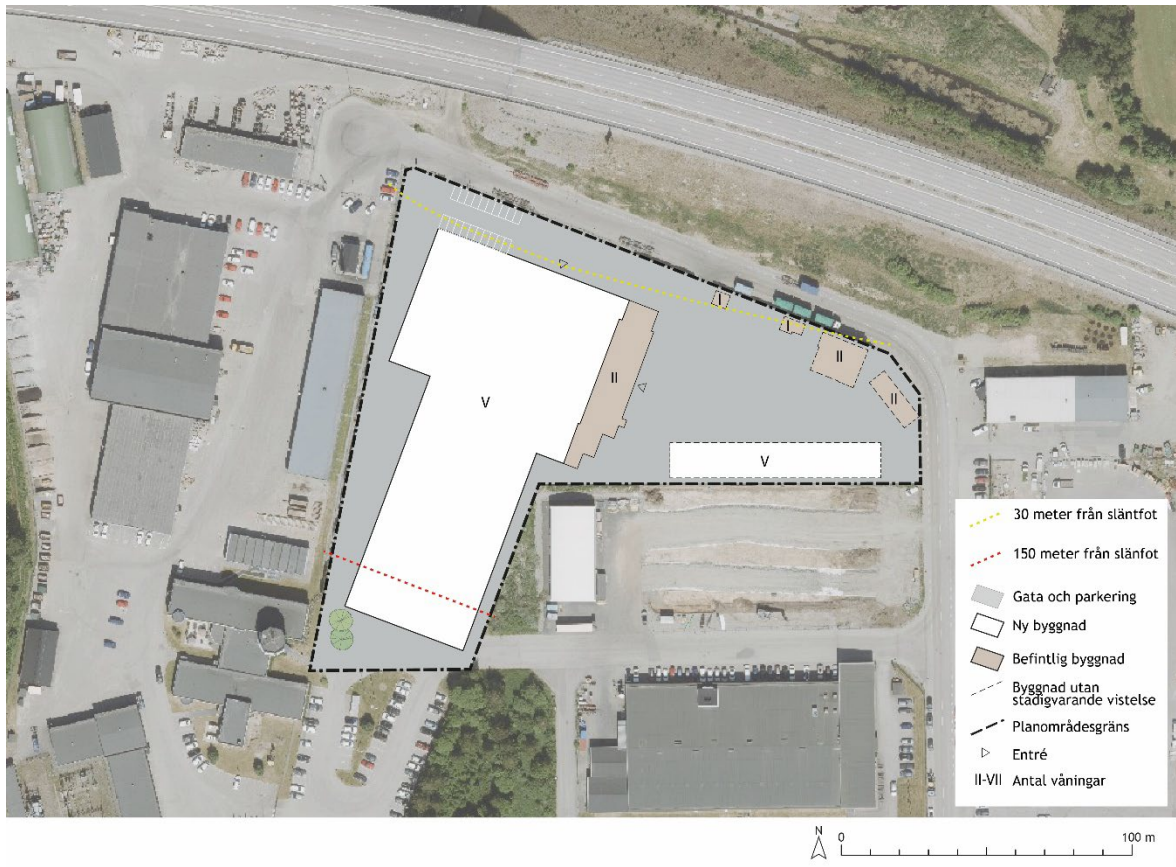 I
I
II
II
II
V
V
30 meter från släntfot
150 meter från slänfot
Gata och parkering
Ny byggnad
Befintlig byggnad
Byggnad utan
stadigvarande vistelse
Planområdesgräns
Entré
II-VII Antal våningar
N 0 100 m